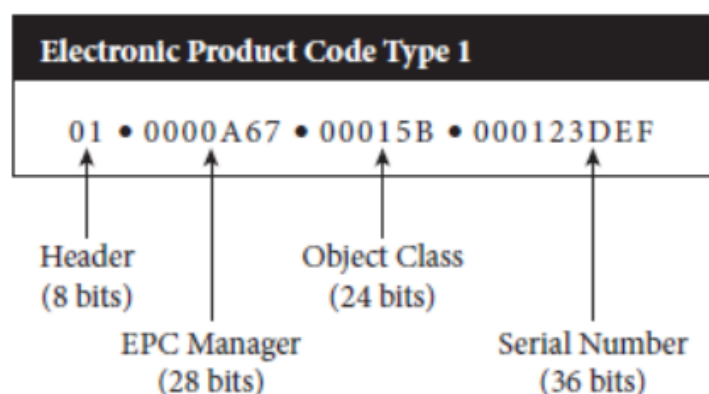 Electronic Product Code Type 1
01 • 0000A67 • 00015B • 000123DEF
Header
(8 bits)
Object Class
(24 bits)
EPC Manager
(28 bits)
Serial Number
(36 bits)